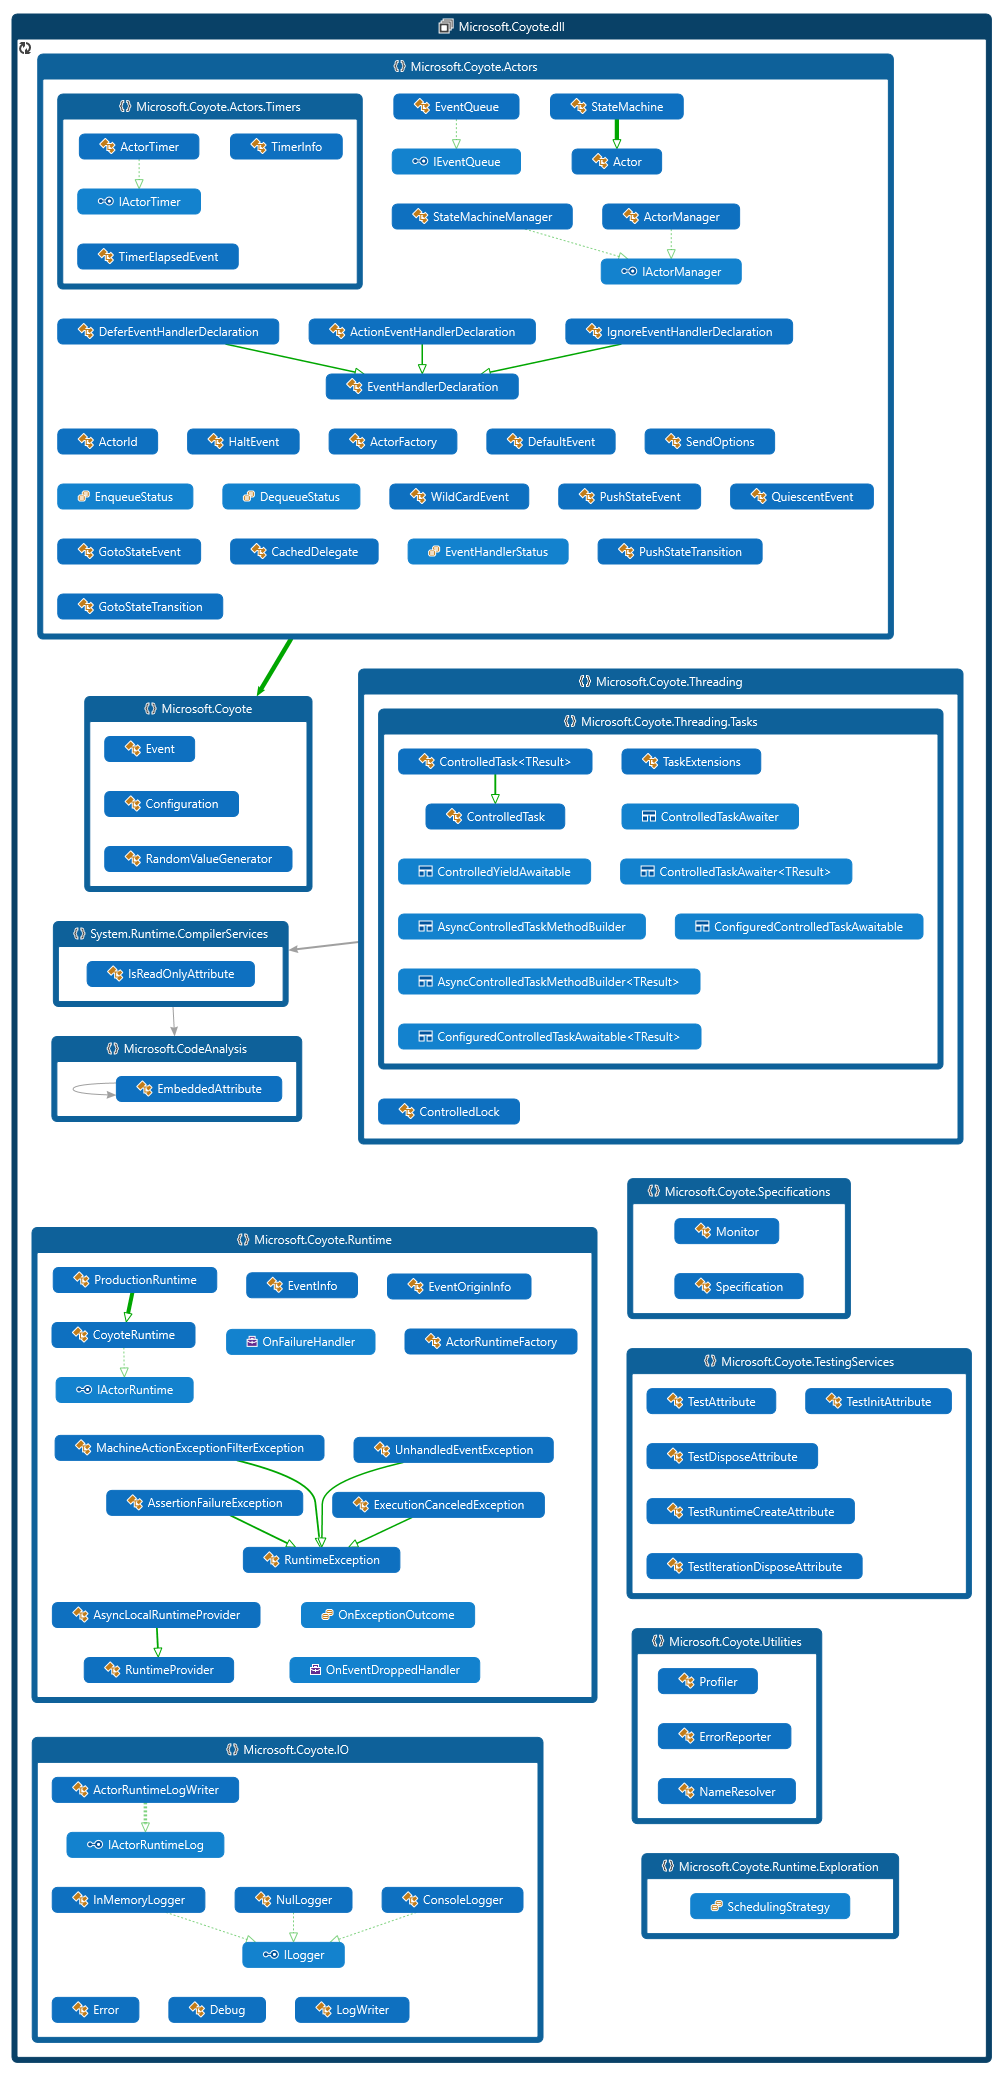 Microsoft.Coyote.dll
Microsoft.Coyote.Actors
Microsoft.Coyote.Actors.Timers
ActorTimer
TimerInfo
IActorTimer
TimerElapsedEvent
EventQueue
StateMachine
IEventQueue
Actor
StateMachineManager
ActorManager
IActorManager
DeferEventHandlerDeclaration
ActionEventHandlerDeclaration
IgnoreEventHandlerDeclaration
EventHandlerDeclaration
ActorId
HaltEvent
ActorFactory
DefaultEvent
SendOptions
EnqueueStatus
DequeueStatus
WildCardEvent
PushStateEvent
QuiescentEvent
GotoStateEvent
CachedDelegate
EventHandlerStatus
PushStateTransition
GotoStateTransition
Microsoft.Coyote
Event
Configuration
RandomValueGenerator
Microsoft.Coyote.Threading
Microsoft.Coyote.Threading.Tasks
ControlledTask<TResult>
TaskExtensions
ControlledTask
ControlledTaskAwaiter
ControlledYieldAwaitable
ControlledTaskAwaiter<TResult>
AsyncControlledTaskMethodBuilder
ConfiguredControlledTaskAwaitable
AsyncControlledTaskMethodBuilder<TResult>
ConfiguredControlledTaskAwaitable<TResult>
ControlledLock
System.Runtime.CompilerServices
IsReadOnlyAttribute
Microsoft.CodeAnalysis
EmbeddedAttribute
Microsoft.Coyote.Specifications
Monitor
Specification
Microsoft.Coyote.Runtime
ProductionRuntime
EventInfo
EventOriginInfo
CoyoteRuntime
OnFailureHandler
ActorRuntimeFactory
IActorRuntime
MachineActionExceptionFilterException
UnhandledEventException
AssertionFailureException
ExecutionCanceledException
RuntimeException
AsyncLocalRuntimeProvider
OnExceptionOutcome
RuntimeProvider
OnEventDroppedHandler
Microsoft.Coyote.TestingServices
TestAttribute
TestInitAttribute
TestDisposeAttribute
TestRuntimeCreateAttribute
TestIterationDisposeAttribute
Microsoft.Coyote.Utilities
Profiler
ErrorReporter
NameResolver
Microsoft.Coyote.IO
ActorRuntimeLogWriter
IActorRuntimeLog
InMemoryLogger
NulLogger
ConsoleLogger
ILogger
Error
Debug
LogWriter
Microsoft.Coyote.Runtime.Exploration
SchedulingStrategy